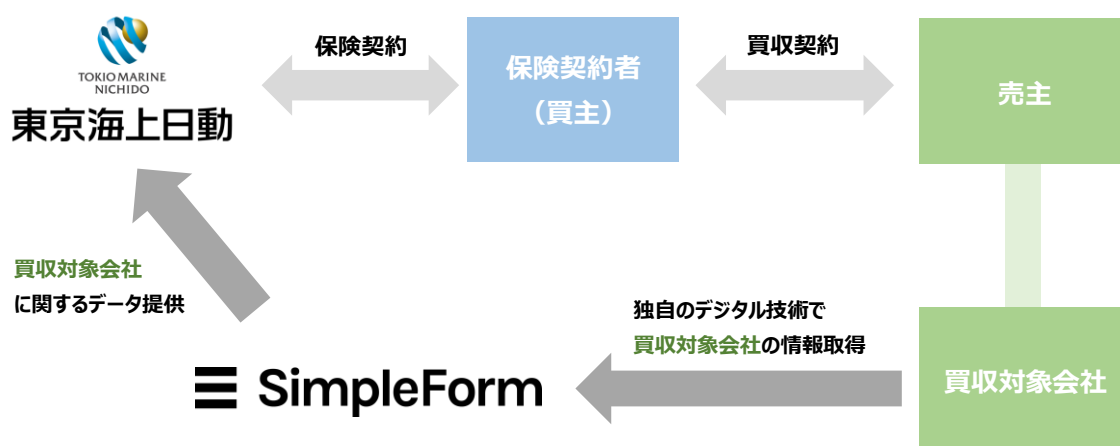 TOKIO MARINE
NICHIDO
東京海上日動
保険契約
保険契約者
（買主）
買収契約
売主
買収対象会社
に関するデータ提供
独自のデジタル技術で
買収対象会社の情報取得
SimpleForm
買収対象会社